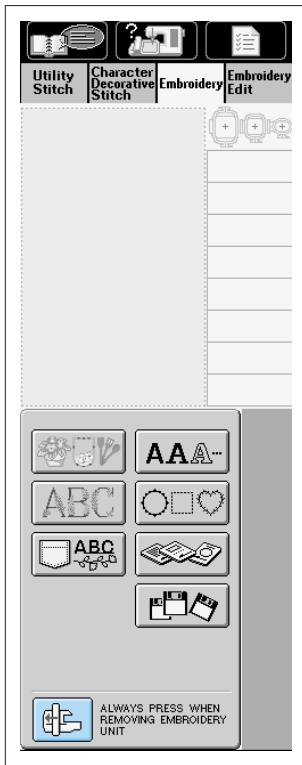 ?
Utility
Stitch
Character
Decorative
Stitch
Embroidery
Embroidery
Edit
AAA
ABC
ABC
ALWAYS PRESS WHEN
REMOVING EMBROIDERY
UNIT